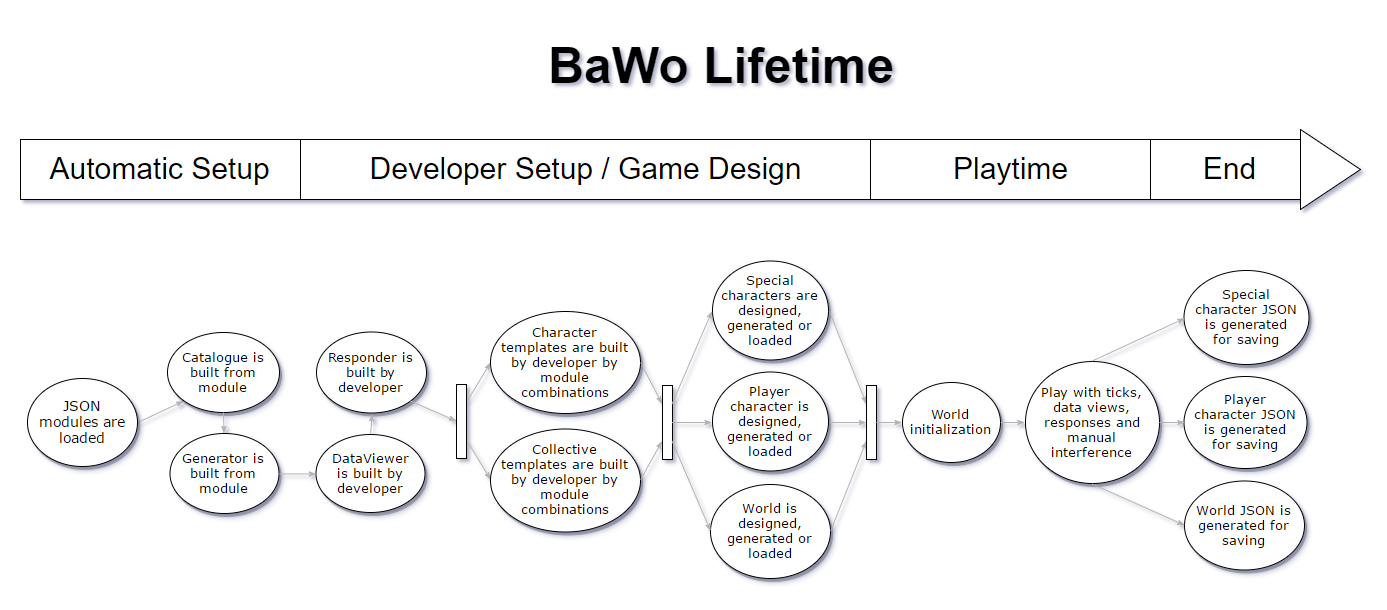 BaWo Lifetime
Automatic Setup
Developer Setup / Game Design
Playtime
End
JSON
modules are
loaded
Catalogue is
built from
module
Generator is
built from
module
Responder is
built by
developer
DataViewer
is built by
developer
Character
templates are built
by developer by
module
combinations
Collective
templates are built
by developer by
module
combinations
Special
characters are
designed,
generated or
loaded
Player
character is
designed,
generated or
loaded
World is
designed,
generated or
loaded
World
initialization
Play with ticks,
data views,
responses and
manual
interference
Special
character JSON
is generated
for saving
Player
character JSON
is generated
for saving
World JSON is
generated for
saving